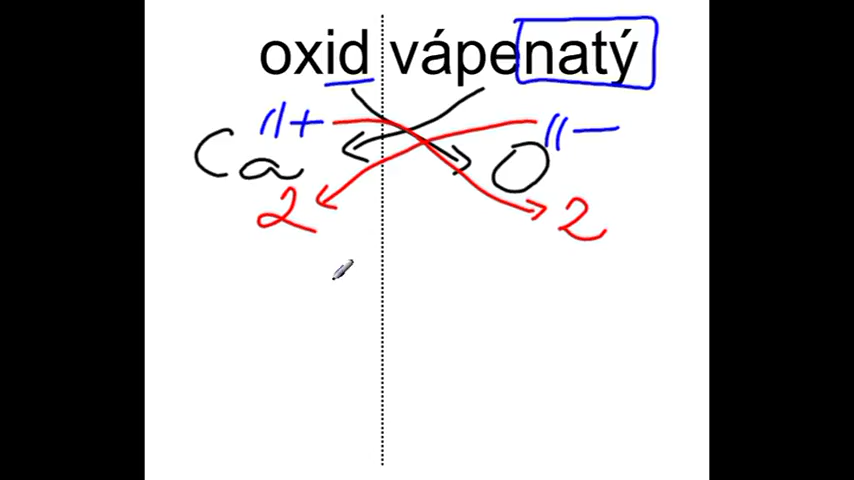 oxid vápenatý
II+ II−
Ca O
2 2